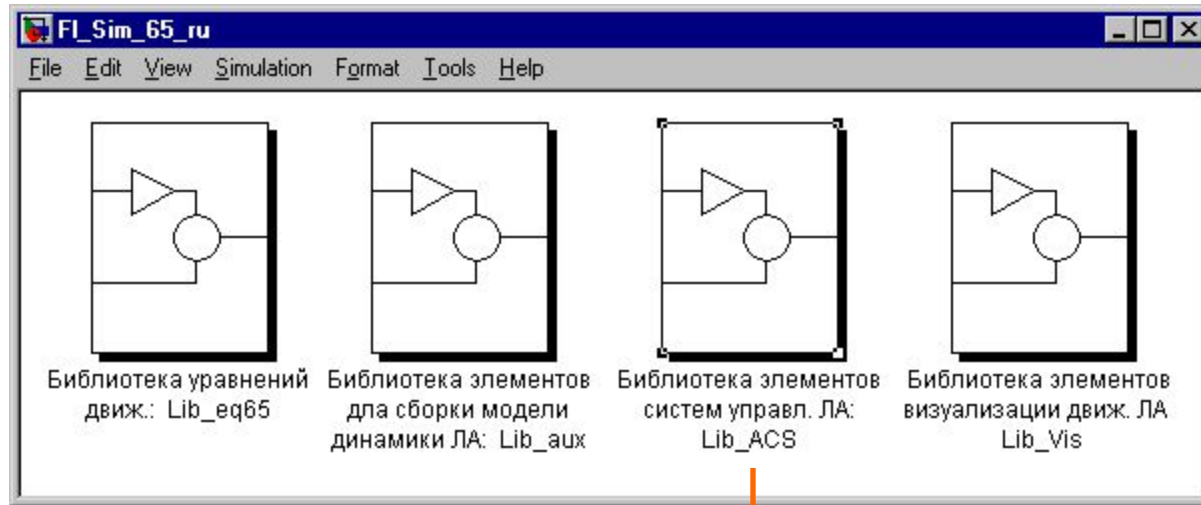 Fl_Sim_65_ru
File Edit View Simulation Format Tools Help
Библиотека уравнений
движ.: Lib_eq65
Библиотека элементов
дла сборки модели
динамики ЛА: Lib_aux
Библиотека элементов
систем управл. ЛА:
Lib_ACS
Библиотека элементов
визуализации движ. ЛА
Lib_Vis